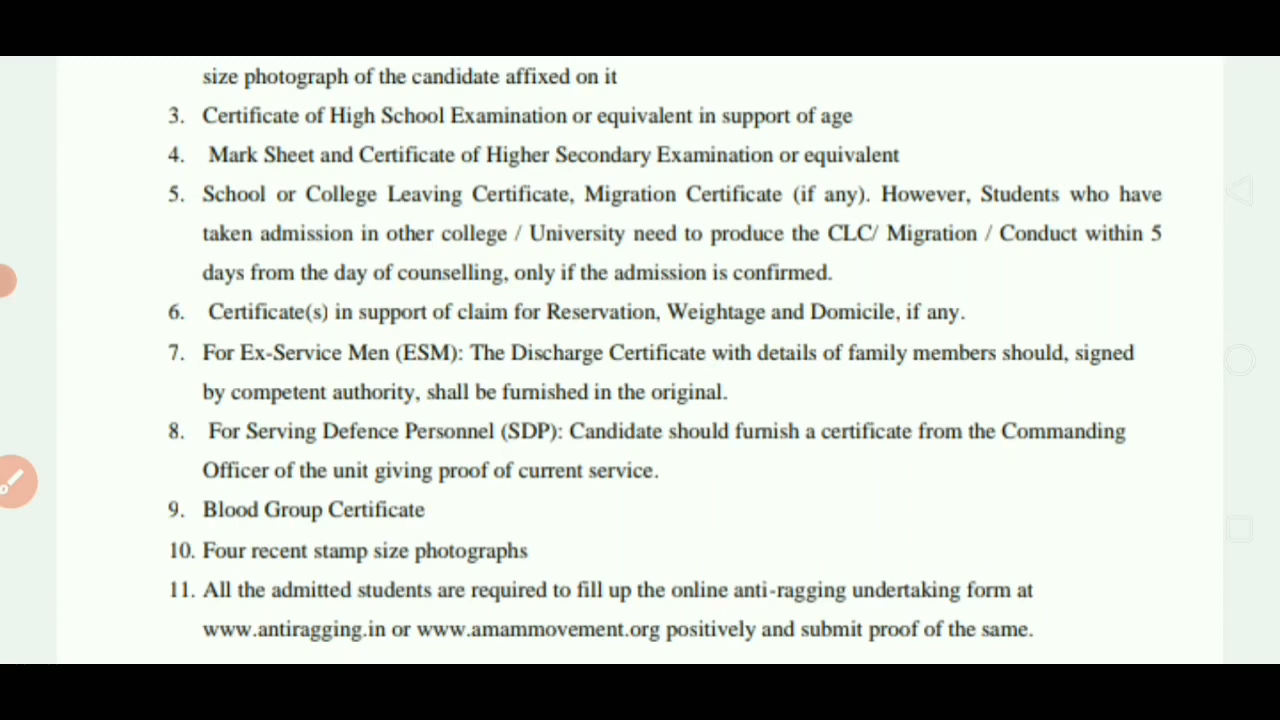 size photograph of the candidate affixed on it
3. Certificate of High School Examination or equivalent in support of age
4. Mark Sheet and Certificate of Higher Secondary Examination or equivalent
5. School or College Leaving Certificate, Migration Certificate (if any). However, Students who have
taken admission in other college / University need to produce the CLC/ Migration / Conduct within 5
days from the day of counselling, only if the admission is confirmed.
6. Certificate(s) in support of claim for Reservation, Weightage and Domicile, if any.
7. For Ex-Service Men (ESM): The Discharge Certificate with details of family members should, signed
by competent authority, shall be furnished in the original.
8. For Serving Defence Personnel (SDP): Candidate should furnish a certificate from the Commanding
Officer of the unit giving proof of current service.
9. Blood Group Certificate
10. Four recent stamp size photographs
11. All the admitted students are required to fill up the online anti-ragging undertaking form at
www.antiragging.in or www.amammovement.org positively and submit proof of the same.